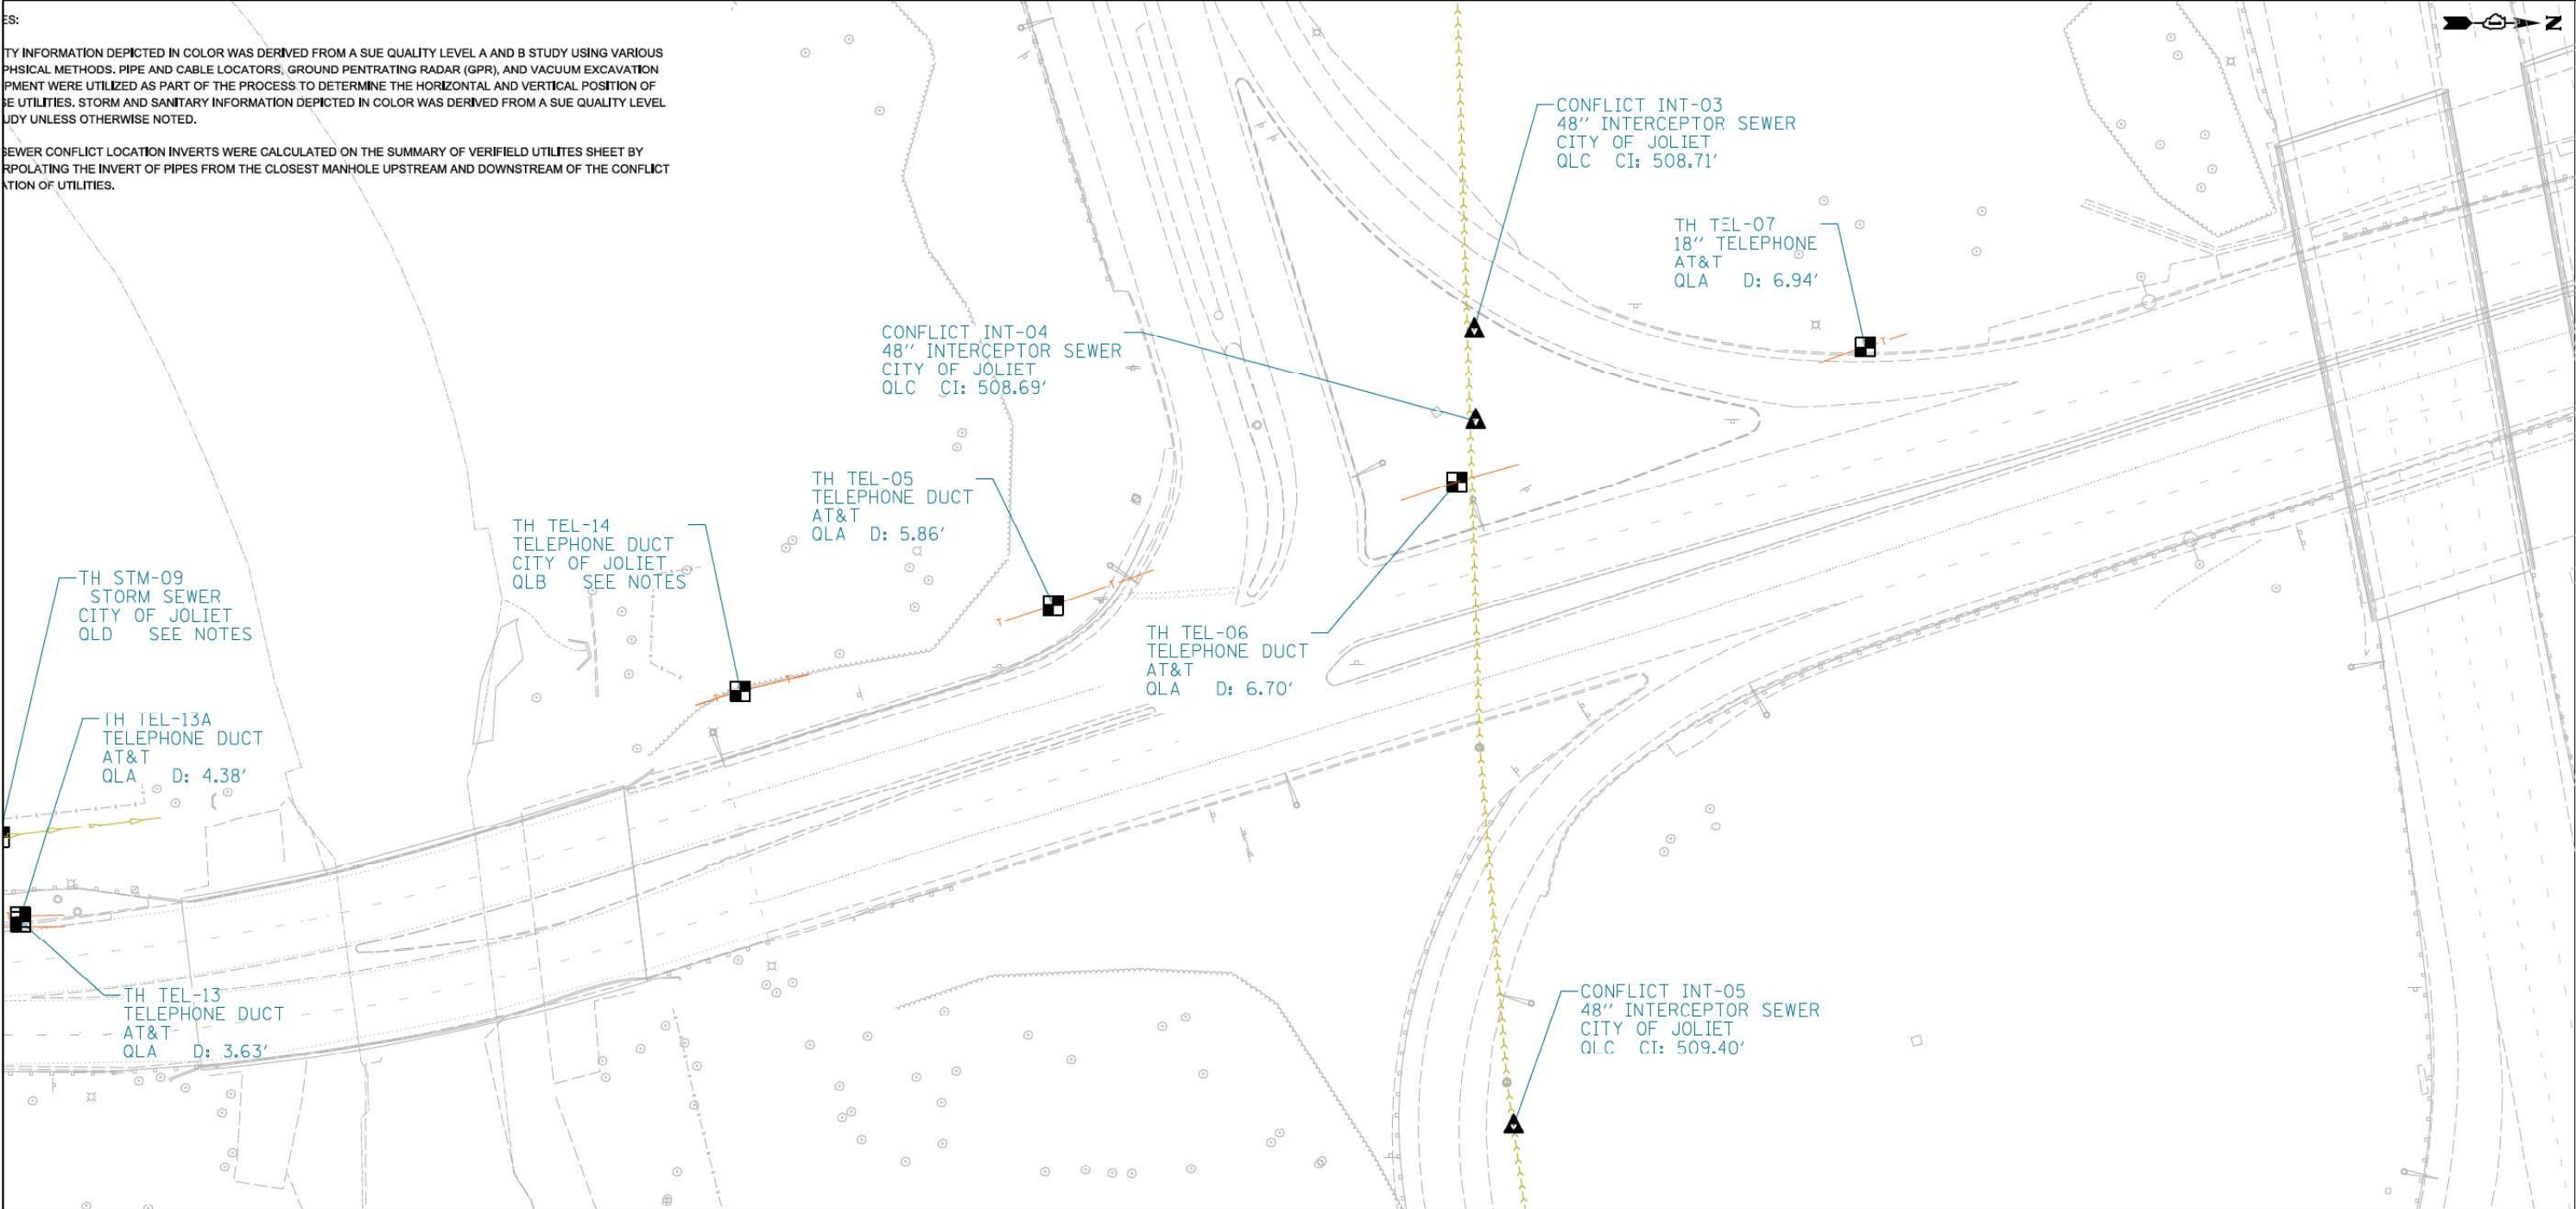 ES:
TY INFORMATION DEPICTED IN COLOR WAS DERIVED FROM A SUE QUALITY LEVEL A AND B STUDY USING VARIOUS
PHSICAL METHODS. PIPE AND CABLE LOCATORS, GROUND PENTRATING RADAR (GPR), AND VACUUM EXCAVATION
PMENT WERE UTILIZED AS PART OF THE PROCESS TO DETERMINE THE HORIZONTAL AND VERTICAL POSITION OF
SE UTILITIES. STORM AND SANITARY INFORMATION DEPICTED IN COLOR WAS DERIVED FROM A SUE QUALITY LEVEL
UDY UNLESS OTHERWISE NOTED.
SEWER CONFLICT LOCATION INVERTS WERE CALCULATED ON THE SUMMARY OF VERIFIELD UTILITES SHEET BY
RPOLATING THE INVERT OF PIPES FROM THE CLOSEST MANHOLE UPSTREAM AND DOWNSTREAM OF THE CONFLICT
ATION OF UTILITIES.
N
CONFLICT INT-03
48" INTERCEPTOR SEWER
CITY OF JOLIET
QLC CI: 508.71'
TH TEL-07
18" TELEPHONE
AT&T
QLA D: 6.94'
CONFLICT INT-04
48" INTERCEPTOR SEWER
CITY OF JOLIET
QLC CI: 508.69'
TH TEL-05
TELEPHONE DUCT
AT&T
QLA D: 5.86'
TH TEL-14
TELEPHONE DUCT
CITY OF JOLIET
QLB SEE NOTES
TH STM-09
STORM SEWER
CITY OF JOLIET
QLD SEE NOTES
TH TEL-06
TELEPHONE DUCT
AT&T
QLA D: 6.70'
TH TEL-13A
TELEPHONE DUCT
AT&T
QLA D: 4.38'
TH TEL-13
TELEPHONE DUCT
AT&T
QLA D: 3.63'
CONFLICT INT-05
48" INTERCEPTOR SEWER
CITY OF JOLIET
QLC CI: 509.40'
T
T
T
T
T